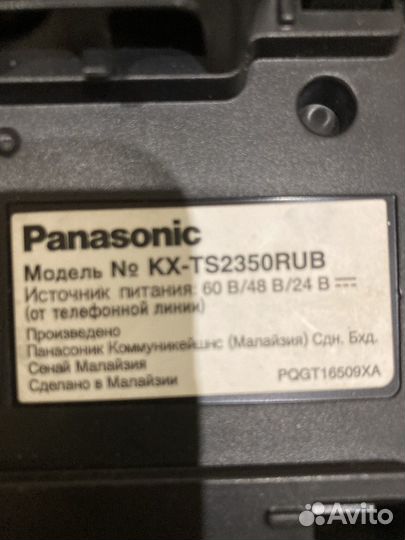 Panasonic
Модель № KX-TS2350RUB
Источник питания: 60 В/48 В/24 В ⎓
(от телефонной линии)
Произведено
Панасоник Коммуникейшнс (Малайзия) Сдн. Бхд.
Сенай Малайзия
Сделано в Малайзии
PQGT16509XA
Avito